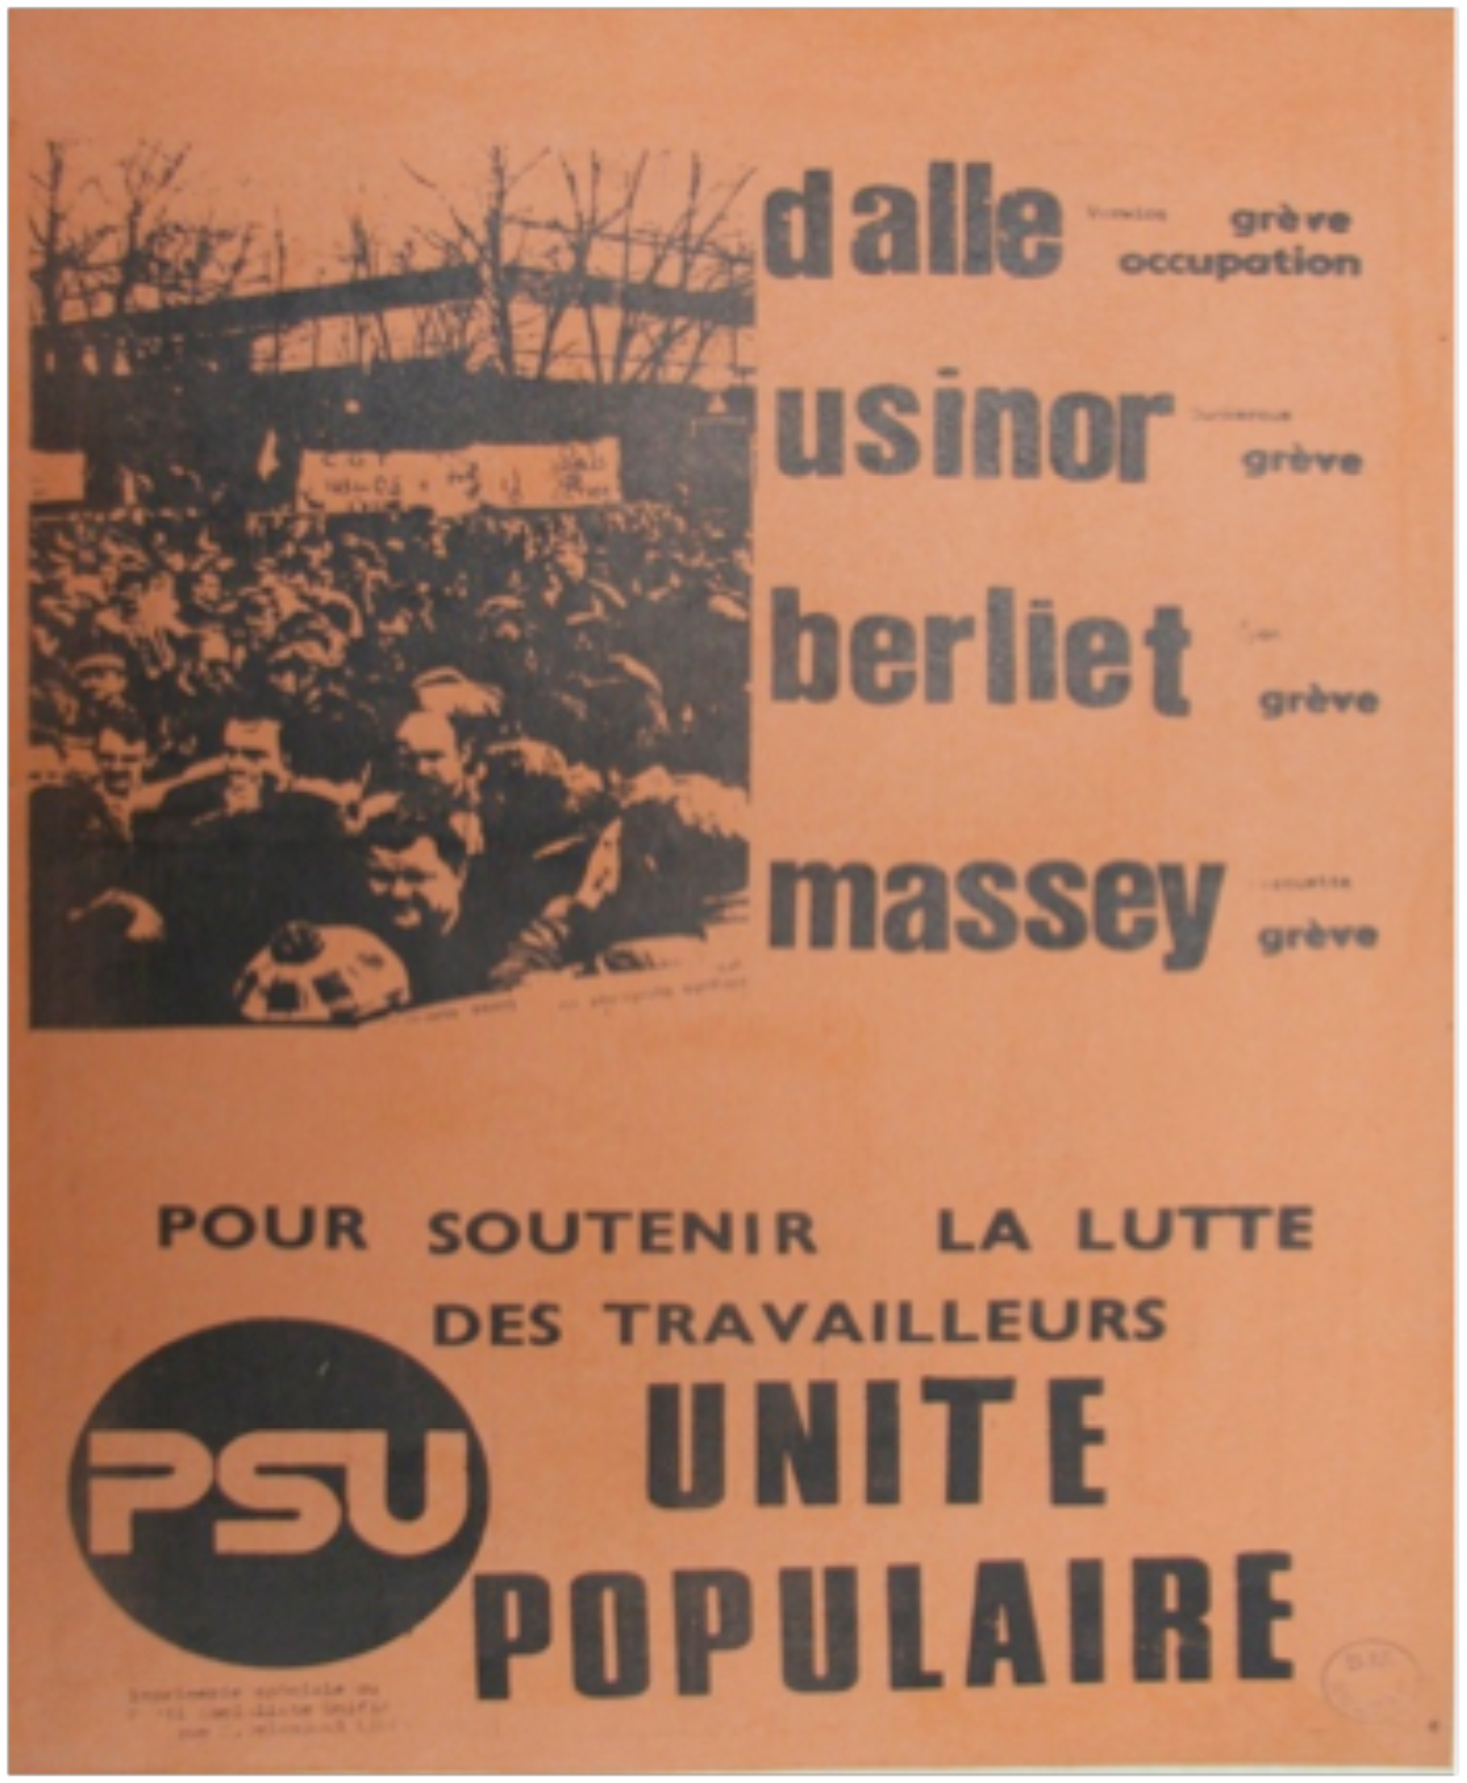 dalle
grève
occupation
usinor
grève
berliet
grève
massey
grève
POUR SOUTENIR LA LUTTE
DES TRAVAILLEURS
PSU
UNITE
POPULAIRE